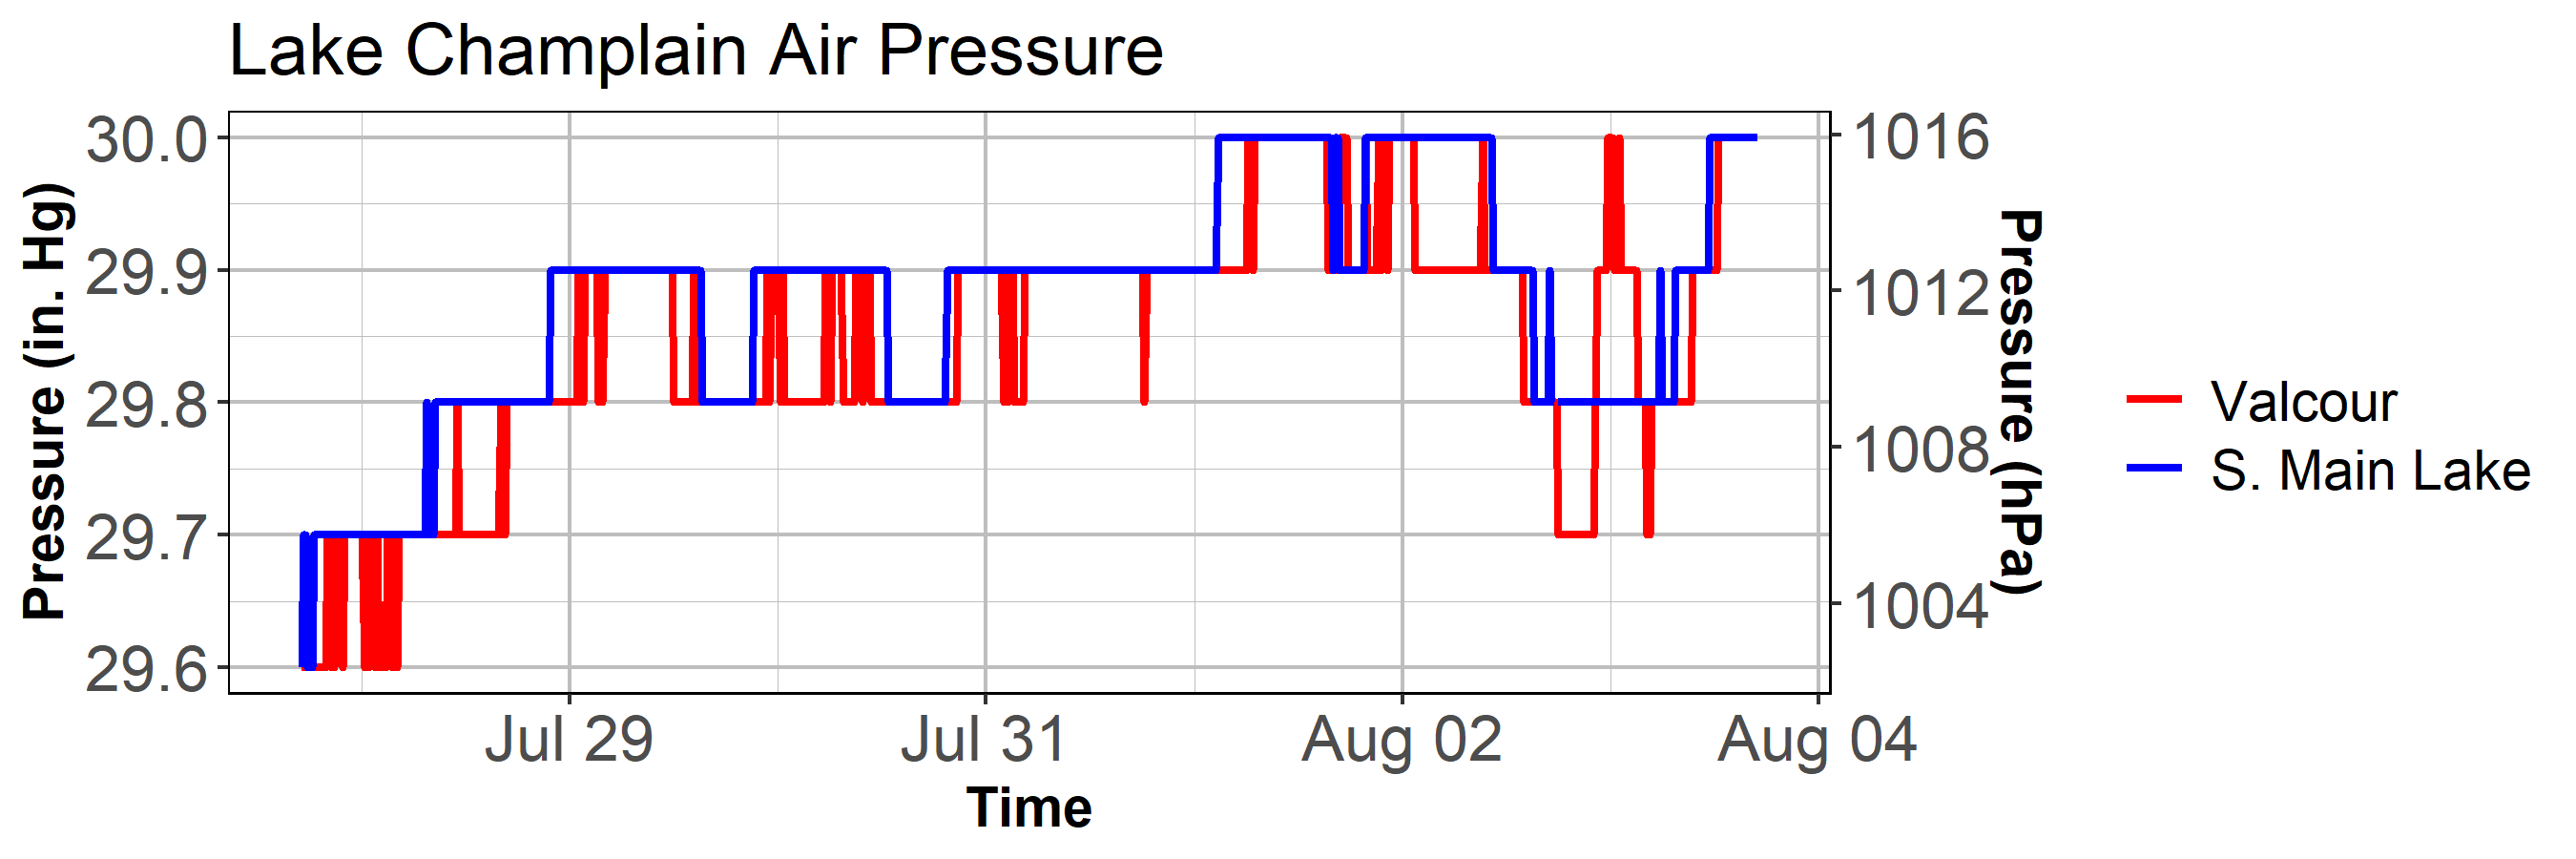 Lake Champlain Air Pressure
Pressure (in. Hg)
30.0
29.9
29.8
29.7
29.6
1016
1012
1008
1004
Pressure (hPa)
Jul 29
Jul 31
Aug 02
Aug 04
Time
Valcour
S. Main Lake